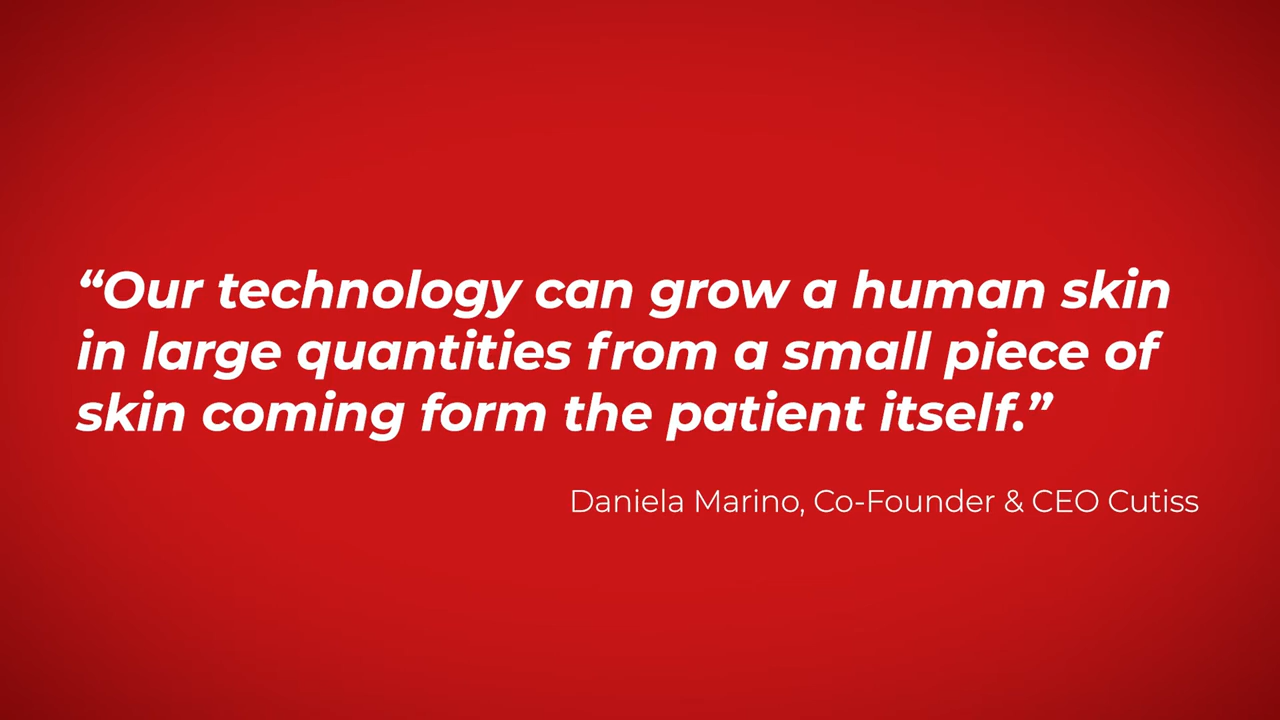 “Our technology can grow a human skin
in large quantities from a small piece of
skin coming form the patient itself.”
Daniela Marino, Co-Founder & CEO Cutiss